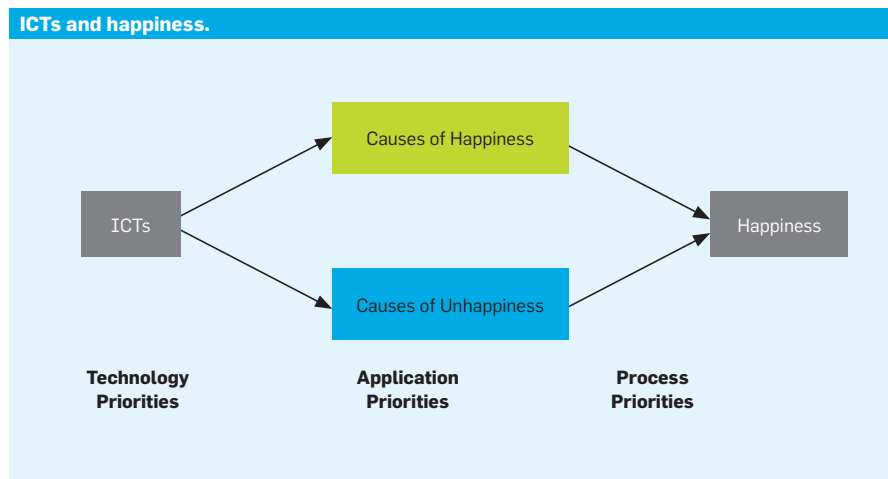 ICTs and happiness.
Causes of Happiness
ICTs
Happiness
Causes of Unhappiness
Technology
Priorities
Application
Priorities
Process
Priorities